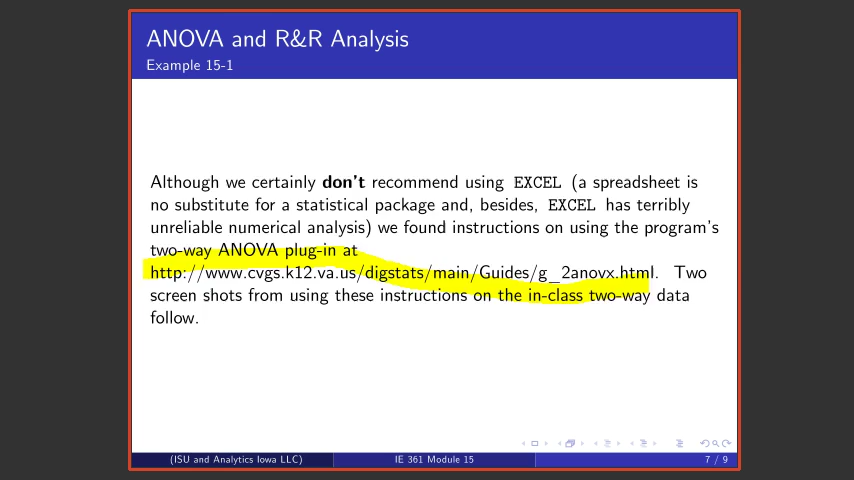 ANOVA and R&R Analysis
Example 15-1
Although we certainly don't recommend using EXCEL (a spreadsheet is
no substitute for a statistical package and, besides, EXCEL has terribly
unreliable numerical analysis) we found instructions on using the program's
two-way ANOVA plug-in at
http://www.cvgs.k12.va.us/digstats/main/Guides/g_2anovx.html. Two
screen shots from using these instructions on the in-class two-way data
follow.
(ISU and Analytics Iowa LLC) IE 361 Module 15 7 / 9